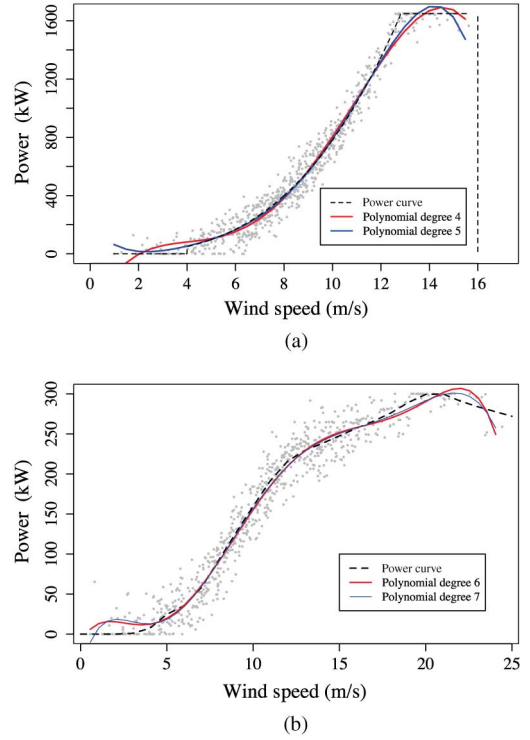 1600
1200
800
400
0
Power (kW)
Power curve
Polynomial degree 4
Polynomial degree 5
0 2 4 6 8 10 12 14 16 18
Wind speed (m/s)
(a)
300
250
200
150
100
50
0
Power (kW)
Power curve
Polynomial degree 6
Polynomial degree 7
0 5 10 15 20 25
Wind speed (m/s)
(b)